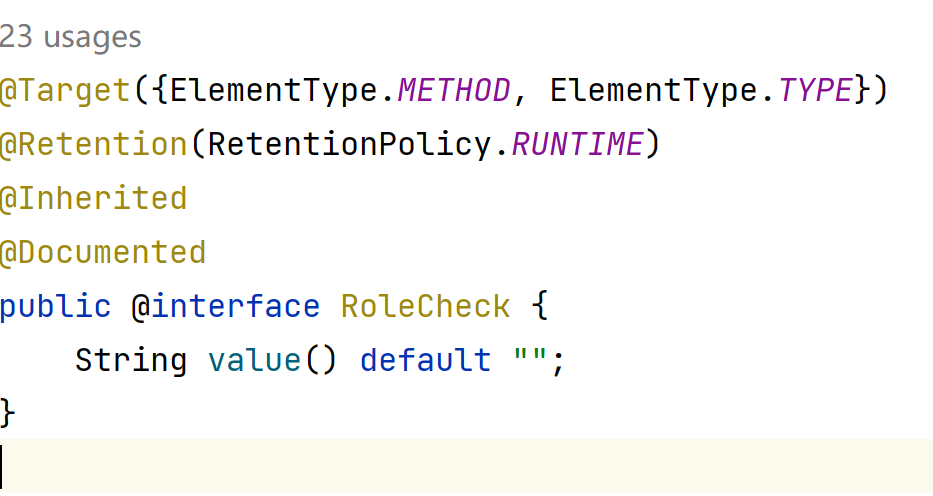 23 usages
@Target({ElementType.METHOD, ElementType.TYPE})
@Retention(RetentionPolicy.RUNTIME)
@Inherited
@Documented
public @interface RoleCheck {
    String value() default "";
}